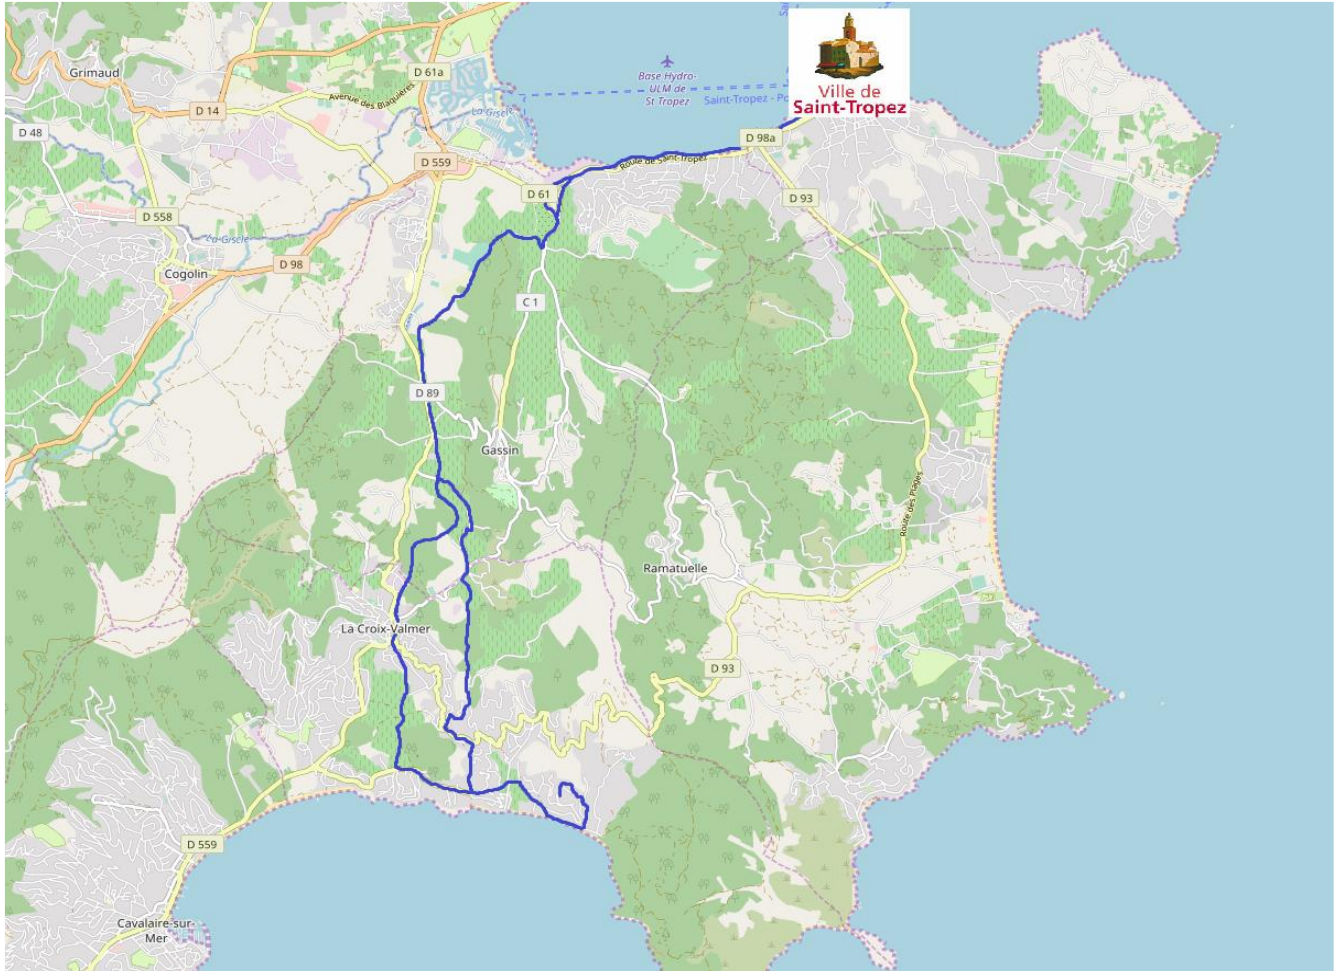 Grimaud
D 61a
Avenue des Blaquières
D 14
D 48
La Giscle
Base Hydro-
ULM de
St Tropez
Saint-Tropez - Po
Ville de
Saint-Tropez
D 98a
Route de Saint-Tropez
D 559
D 61
D 93
D 558
La Giscle
D 98
Cogolin
C 1
D 89
Gassin
Route des Plages
Ramatuelle
La Croix-Valmer
D 93
D 559
Cavalaire-sur-
Mer